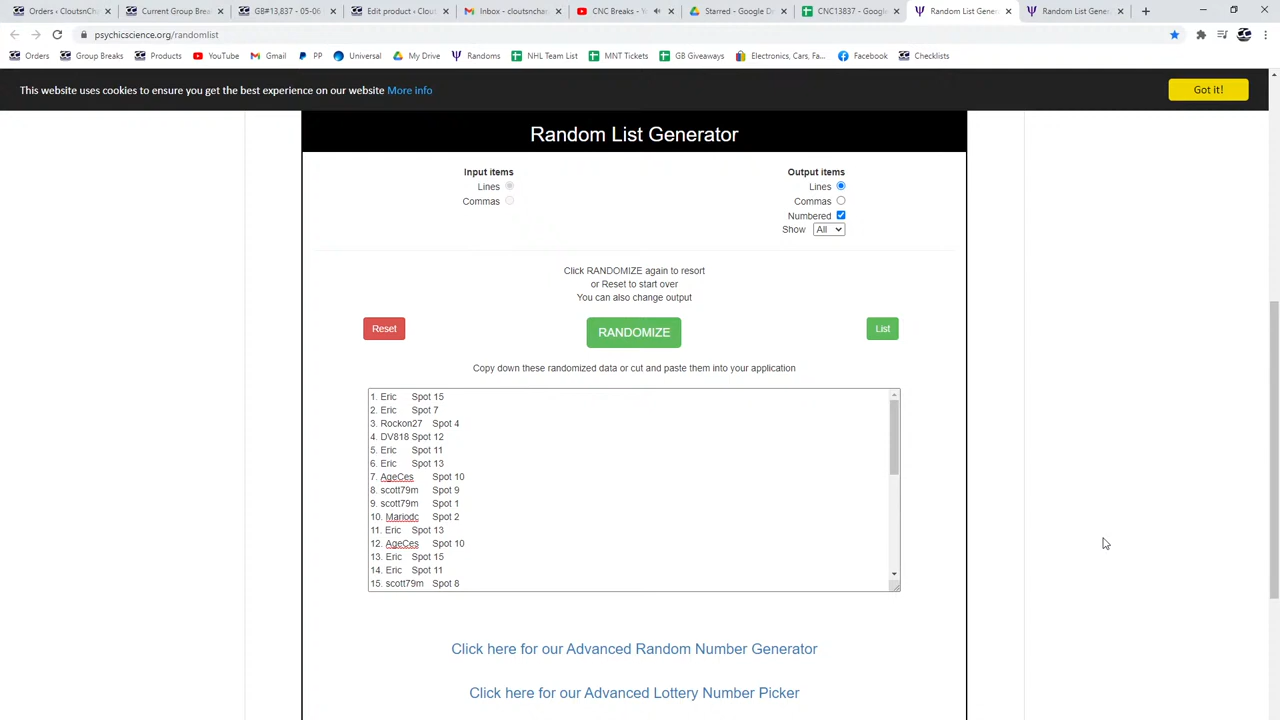 Orders ‹ CloutsnCha
Current Group Break
GB#13,837 - 05-06
Edit product ‹ Clout
Inbox - cloutsnchar
CNC Breaks -
Starred - Google D
CNC13837 - Google
Random List Gener
Random List Generat
psychicscience.org/randomlist
Orders
Group Breaks
Products
YouTube
Gmail
PP
Universal
My Drive
Randoms
NHL Team List
MNT Tickets
GB Giveaways
Electronics, Cars, Fa...
Facebook
Checklists
This website uses cookies to ensure you get the best experience on our website More info
Got it!
Random List Generator
Input items
Output items
Lines
Lines
Commas
Commas
Numbered
Show All
Click RANDOMIZE again to resort
or Reset to start over
You can also change output
Reset
RANDOMIZE
List
Copy down these randomized data or cut and paste them into your application
1. Eric Spot 15
2. Eric Spot 7
3. Rockon27 Spot 4
4. DV818 Spot 12
5. Eric Spot 11
6. Eric Spot 13
7. AgeCes Spot 10
8. scott79m Spot 9
9. scott79m Spot 1
10. Mariodc Spot 2
11. Eric Spot 13
12. AgeCes Spot 10
13. Eric Spot 15
14. Eric Spot 11
15. scott79m Spot 8
Click here for our Advanced Random Number Generator
Click here for our Advanced Lottery Number Picker